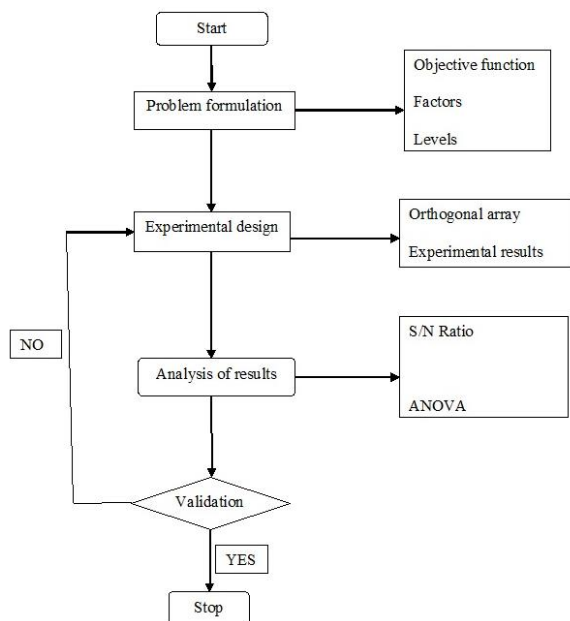 Start
Problem formulation
Objective function
Factors
Levels
Experimental design
Orthogonal array
Experimental results
NO
Analysis of results
S/N Ratio
ANOVA
Validation
YES
Stop